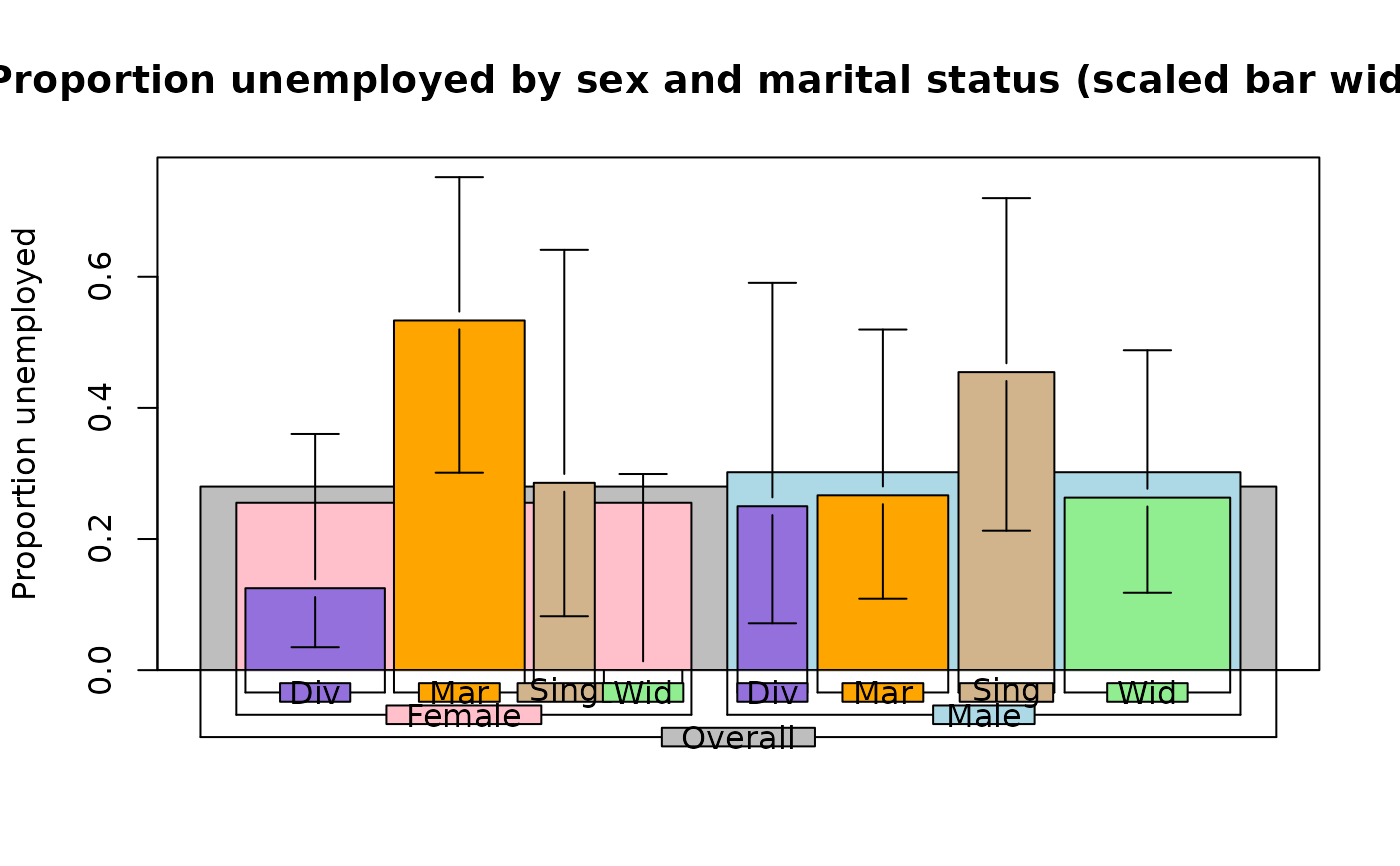 Proportion unemployed by sex and marital status (scaled bar wid
Proportion unemployed
0.6
0.4
0.2
0.0
Div Mar Sing Wid Div Mar Sing Wid
Female Male
Overall